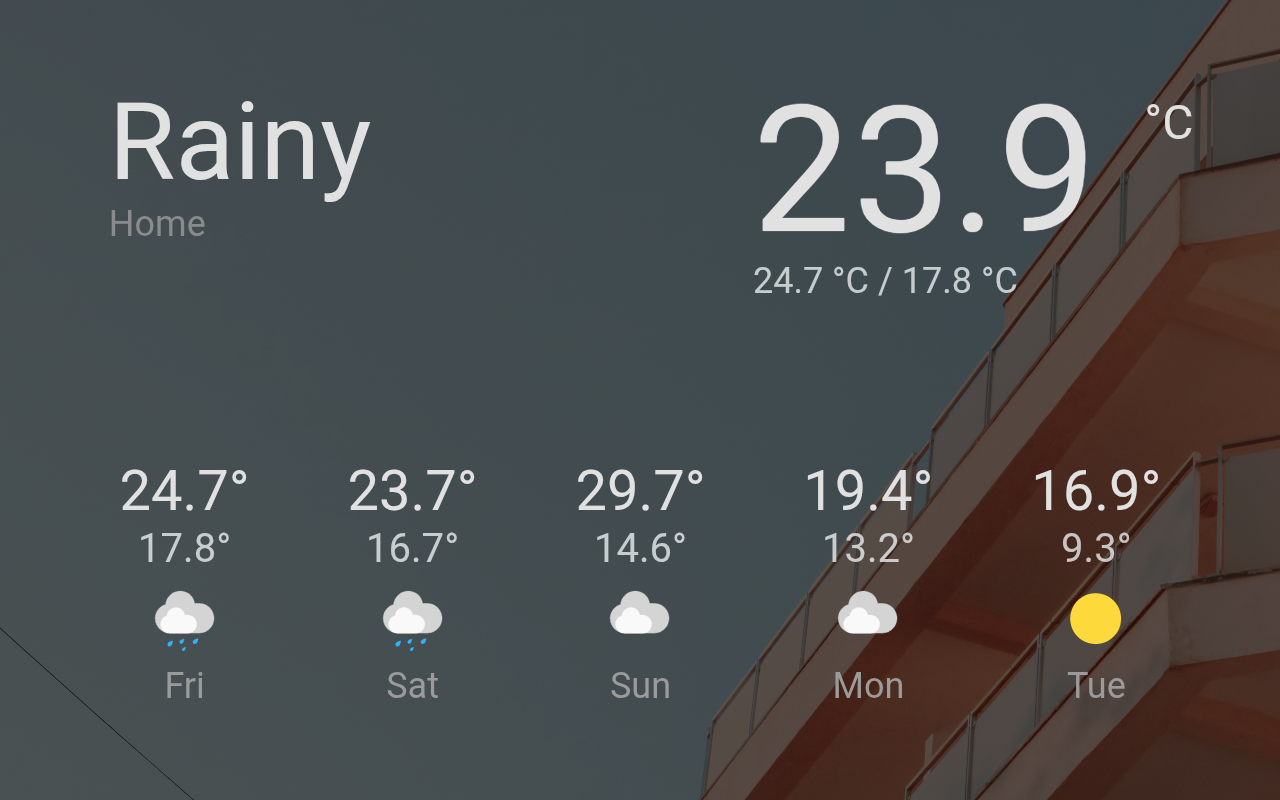 Rainy
Home
23.9 °C
24.7 °C / 17.8 °C
24.7° 23.7° 29.7° 19.4° 16.9°
17.8° 16.7° 14.6° 13.2° 9.3°
Fri Sat Sun Mon Tue